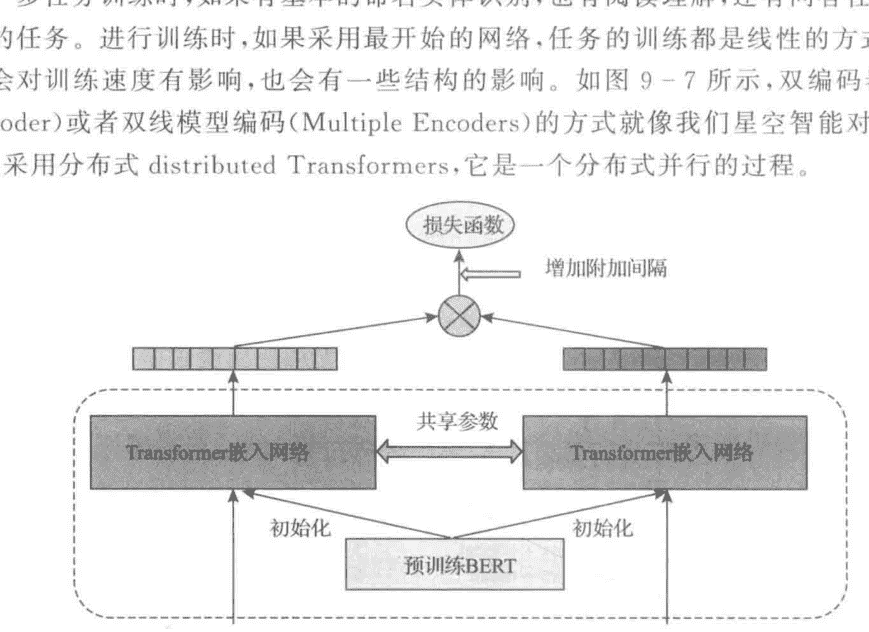 多任务训练时,如果有基本的命名实体识别,也有阅读理解,还有问答任
的任务。进行训练时,如果采用最开始的网络,任务的训练都是线性的方式
会对训练速度有影响,也会有一些结构的影响。如图 9-7 所示,双编码
oder)或者双线模型编码(Multiple Encoders)的方式就像我们星空智能对
采用分布式 distributed Transformers,它是一个分布式并行的过程。
损失函数
增加附加间隔
共享参数
Transformer嵌入网络
Transformer嵌入网络
初始化
初始化
预训练BERT